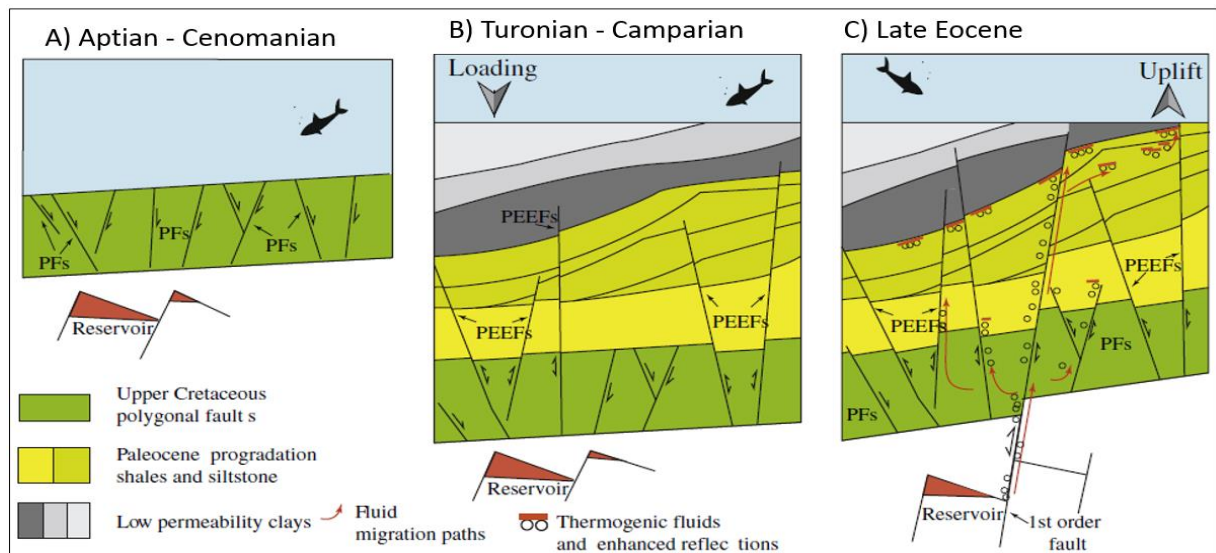 A) Aptian - Cenomanian
PFs
PFs
PFs
Reservoir
Upper Cretaceous
polygonal fault s
Paleocene progradation
shales and siltstone
Low permeability clays
Fluid
migration paths
Thermogenic fluids
and enhanced reflec tions
B) Turonian - Camparian
Loading
PEEFs
PEEFs
PEEFs
Reservoir
C) Late Eocene
Uplift
PEEFs
PEEFs
PFs
PFs
Reservoir
1st order
fault